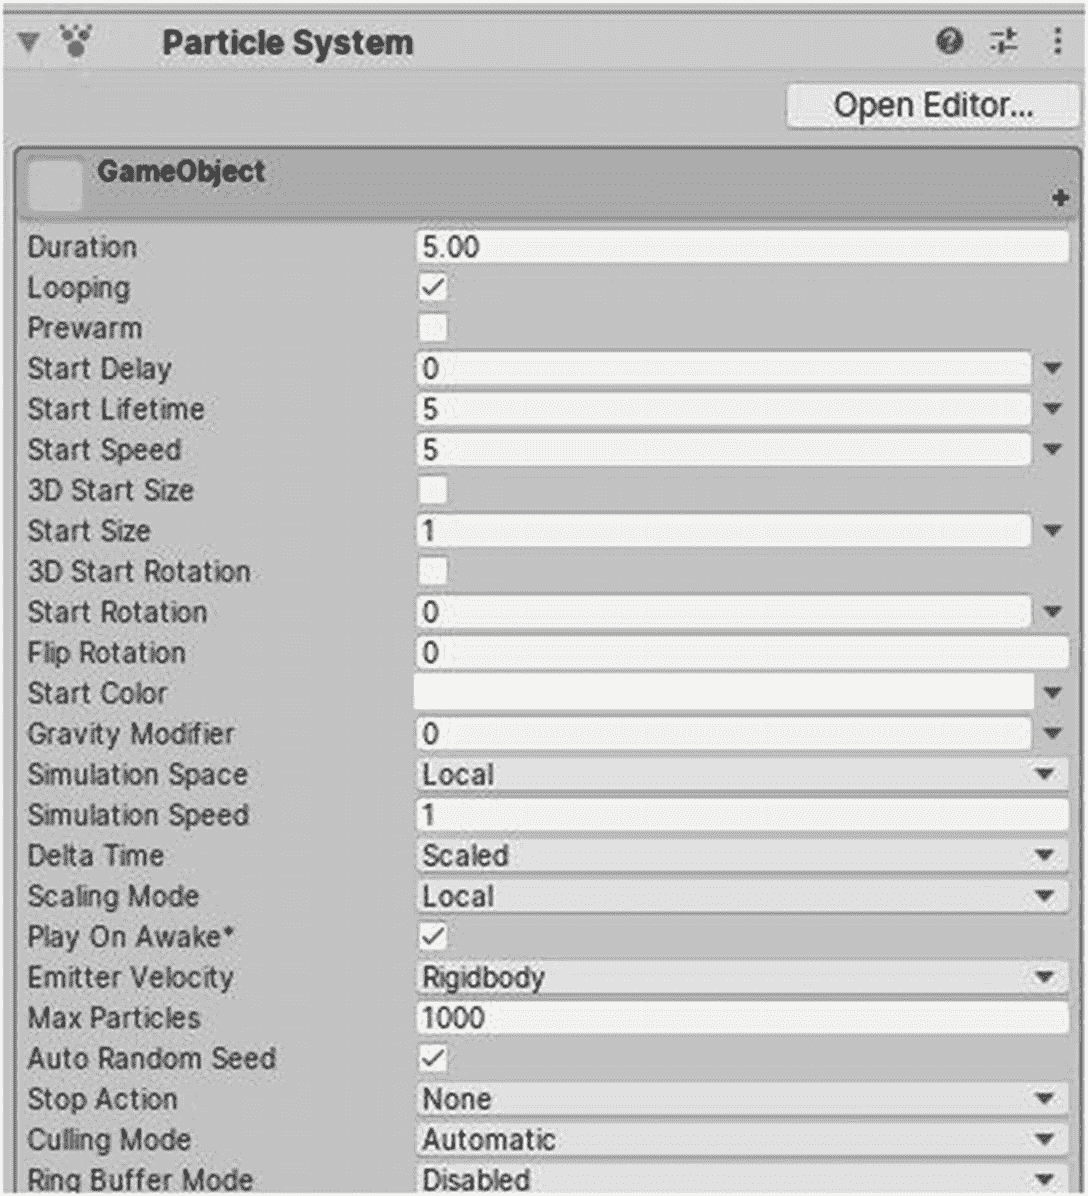 Particle System
Open Editor...
GameObject
Duration 5.00
Looping
Prewarm
Start Delay 0
Start Lifetime 5
Start Speed 5
3D Start Size
Start Size 1
3D Start Rotation
Start Rotation 0
Flip Rotation 0
Start Color
Gravity Modifier 0
Simulation Space Local
Simulation Speed 1
Delta Time Scaled
Scaling Mode Local
Play On Awake*
Emitter Velocity Rigidbody
Max Particles 1000
Auto Random Seed
Stop Action None
Culling Mode Automatic
Ring Buffer Mode Disabled